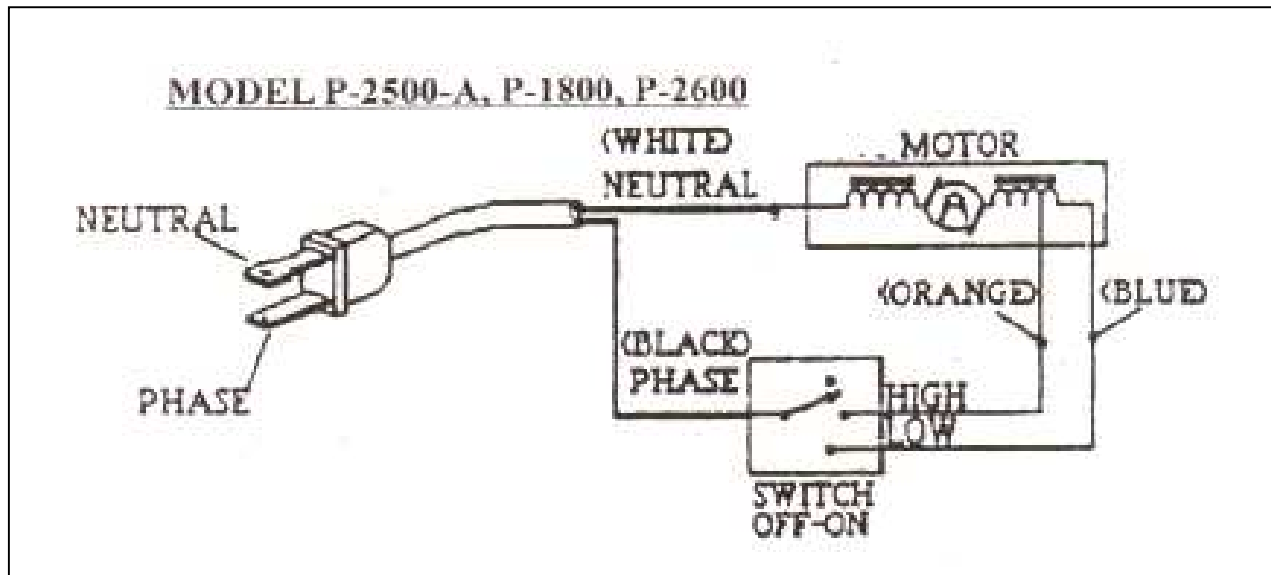 MODEL P-2500-A, P-1800, P-2600
(WHITE)
NEUTRAL
MOTOR
NEUTRAL
(ORANGE)
(BLUE)
(BLACK)
PHASE
PHASE
HIGH
LOW
SWITCH
OFF-ON